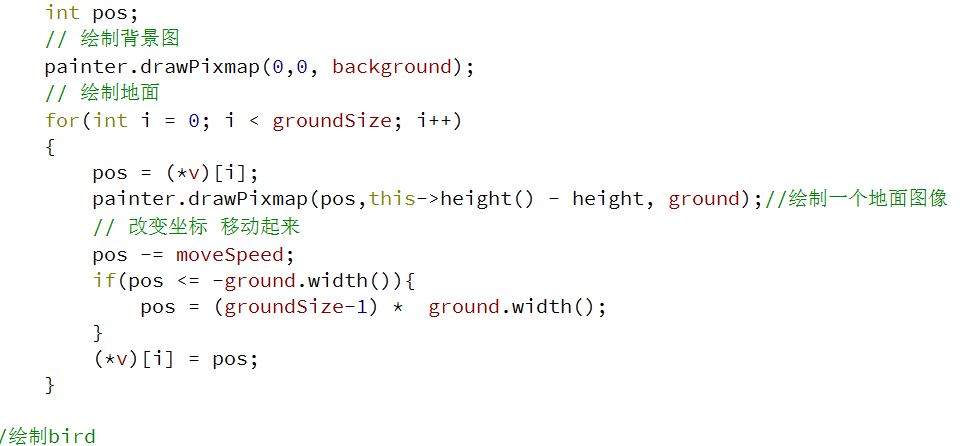 int pos;
// 绘制背景图
painter.drawPixmap(0,0, background);
// 绘制地面
for(int i = 0; i < groundSize; i++)
{
pos = (*v)[i];
painter.drawPixmap(pos,this->height() - height, ground);//绘制一个地面图像
// 改变坐标 移动起来
pos -= moveSpeed;
if(pos <= -ground.width()){
pos = (groundSize-1) *  ground.width();
}
(*v)[i] = pos;
}
/绘制bird